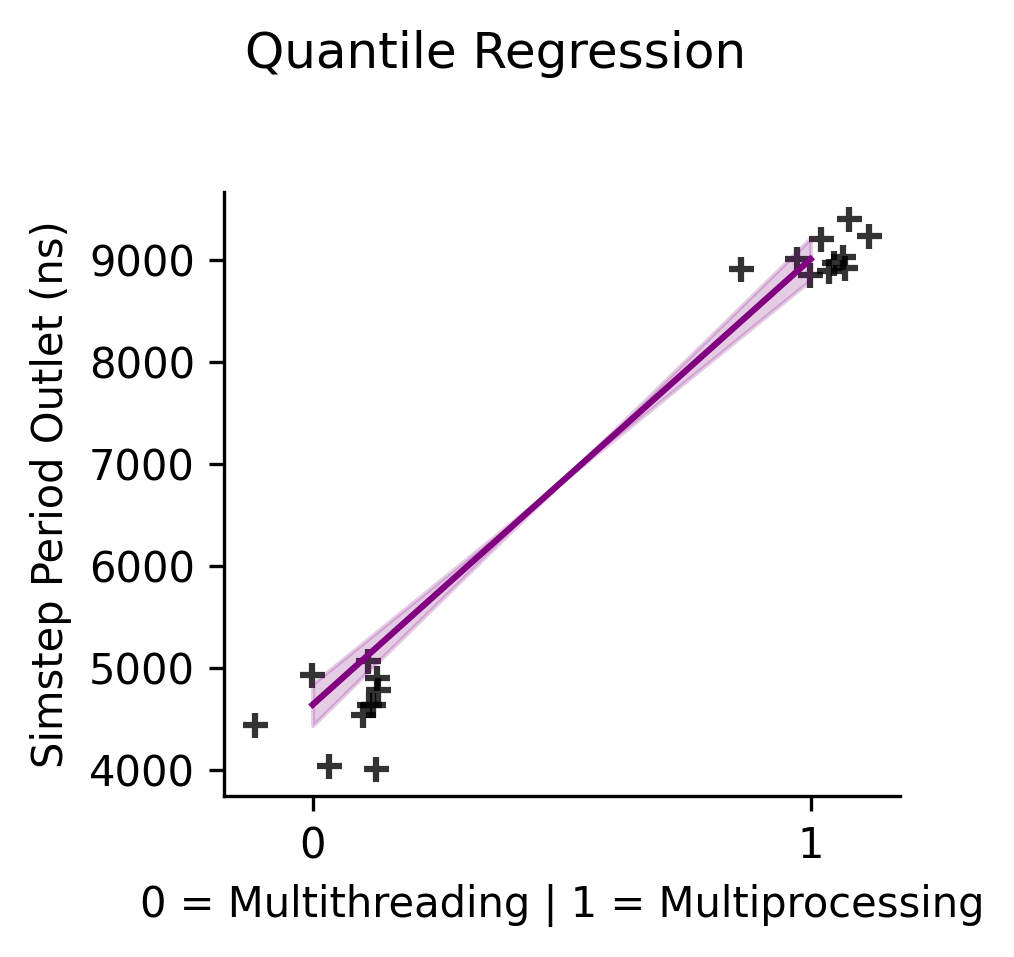 Quantile Regression
Simstep Period Outlet (ns)
9000
8000
7000
6000
5000
4000
0 1
0 = Multithreading | 1 = Multiprocessing